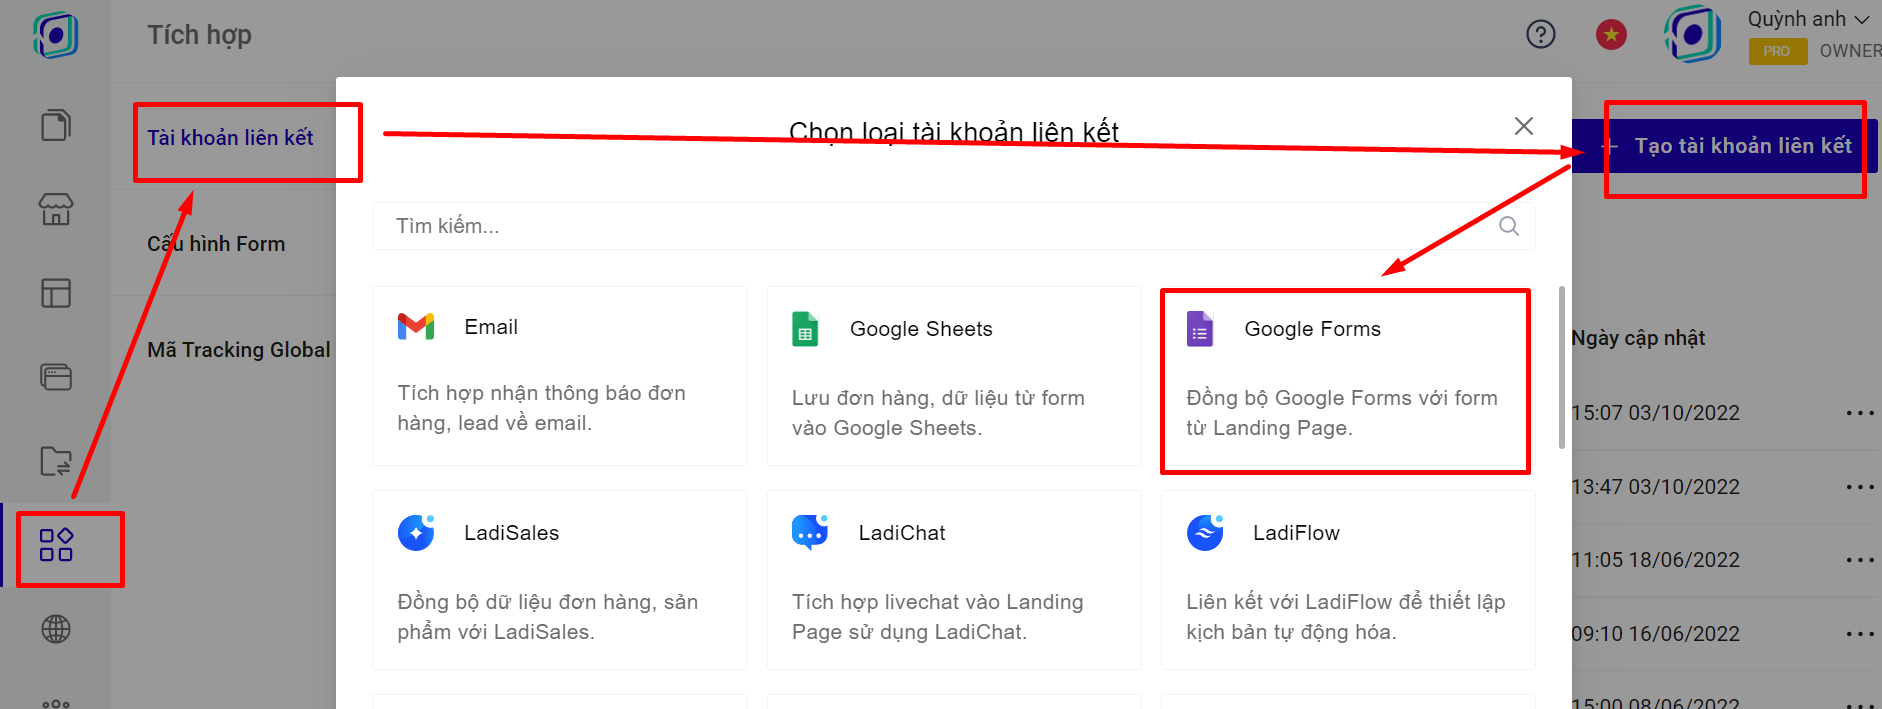 Tích hợp
Quỳnh anh
PRO
OWNER
Tài khoản liên kết
Cấu hình Form
Mã Tracking Global
Chọn loại tài khoản liên kết
+ Tạo tài khoản liên kết
Tìm kiếm...
Email
Tích hợp nhận thông báo đơn
hàng, lead về email.
Google Sheets
Lưu đơn hàng, dữ liệu từ form
vào Google Sheets.
Google Forms
Đồng bộ Google Forms với form
từ Landing Page.
LadiSales
Đồng bộ dữ liệu đơn hàng, sản
phẩm với LadiSales.
LadiChat
Tích hợp livechat vào Landing
Page sử dụng LadiChat.
LadiFlow
Liên kết với LadiFlow để thiết lập
kịch bản tự động hóa.
Ngày cập nhật
15:07 03/10/2022
13:47 03/10/2022
11:05 18/06/2022
09:10 16/06/2022
15:00 08/06/2022